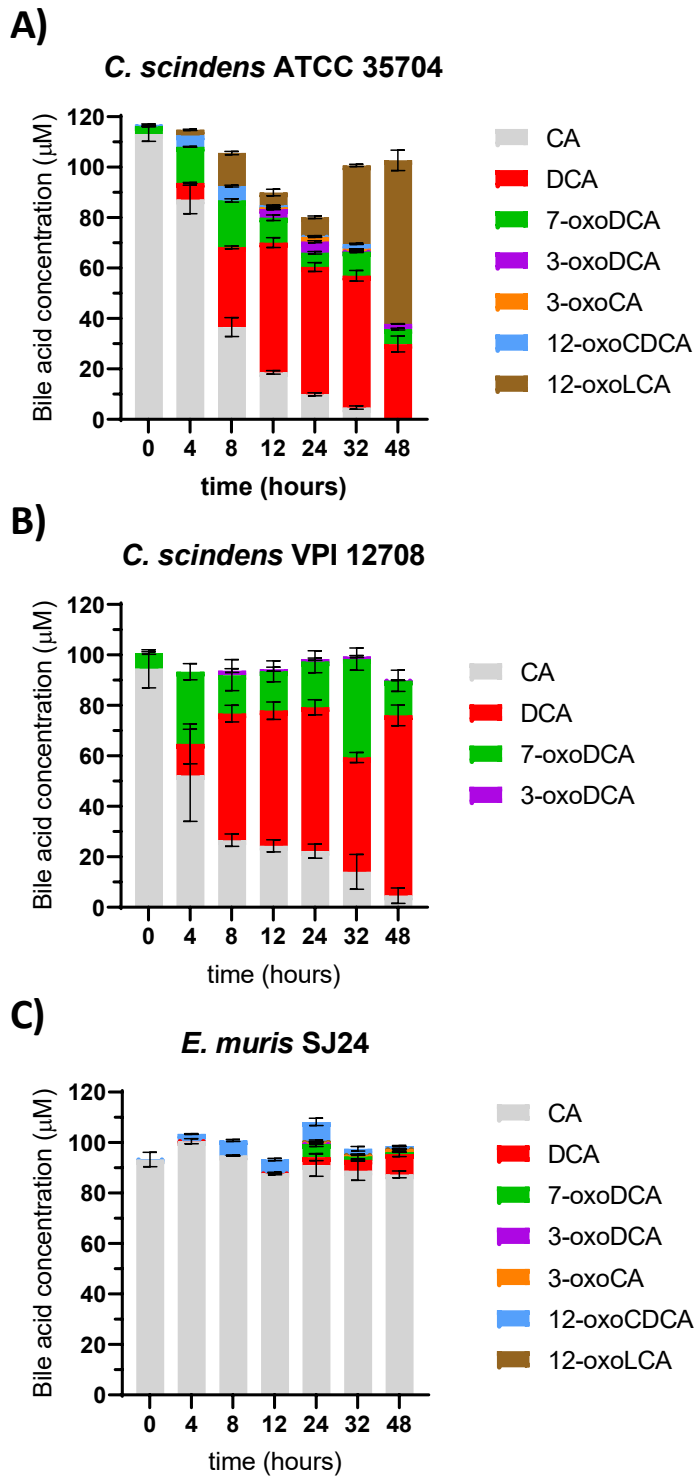 A)
C. scindens ATCC 35704
Bile acid concentration (μM)
120
100
80
60
40
20
0
0 4 8 12 24 32 48
time (hours)
CA
DCA
7-oxoDCA
3-oxoDCA
3-oxoCA
12-oxoCDCA
12-oxoLCA
B)
C. scindens VPI 12708
Bile acid concentration (μM)
120
100
80
60
40
20
0
0 4 8 12 24 32 48
time (hours)
CA
DCA
7-oxoDCA
3-oxoDCA
C)
E. muris SJ24
Bile acid concentration (μM)
120
100
80
60
40
20
0
0 4 8 12 24 32 48
time (hours)
CA
DCA
7-oxoDCA
3-oxoDCA
3-oxoCA
12-oxoCDCA
12-oxoLCA